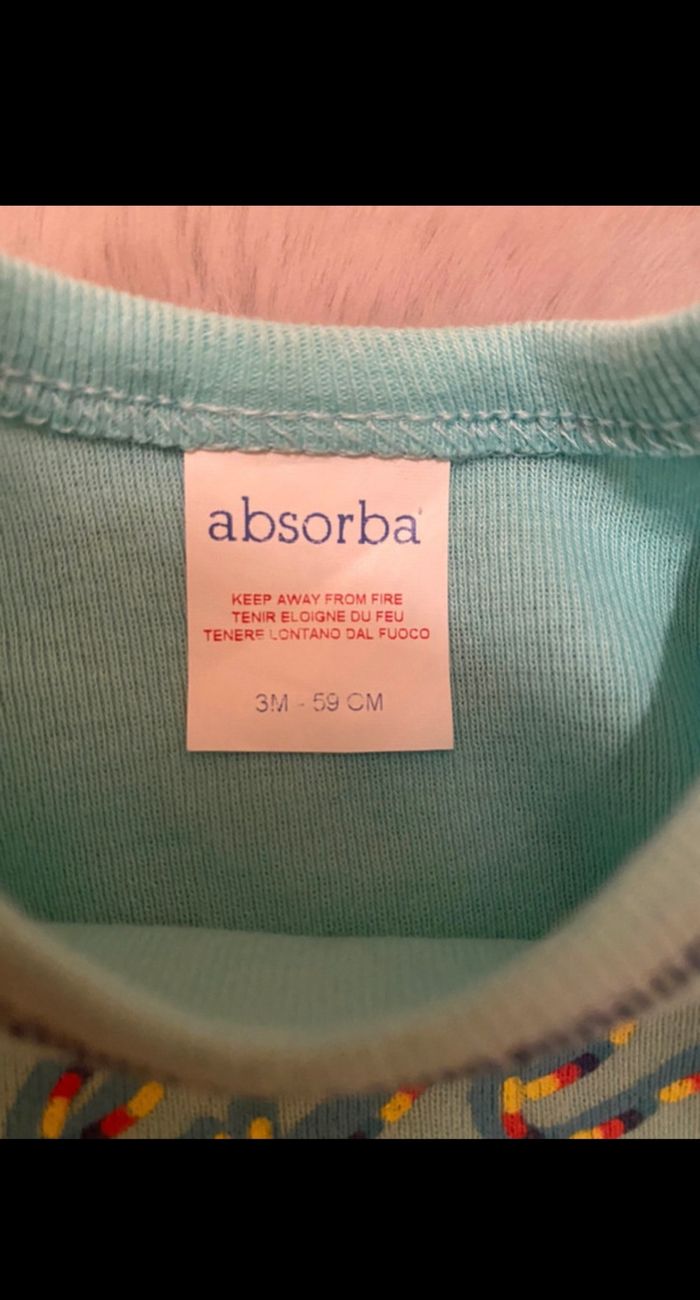 absorba
KEEP AWAY FROM FIRE
TENIR ELOIGNE DU FEU
TENERE LONTANO DAL FUOCO
3M - 59 CM